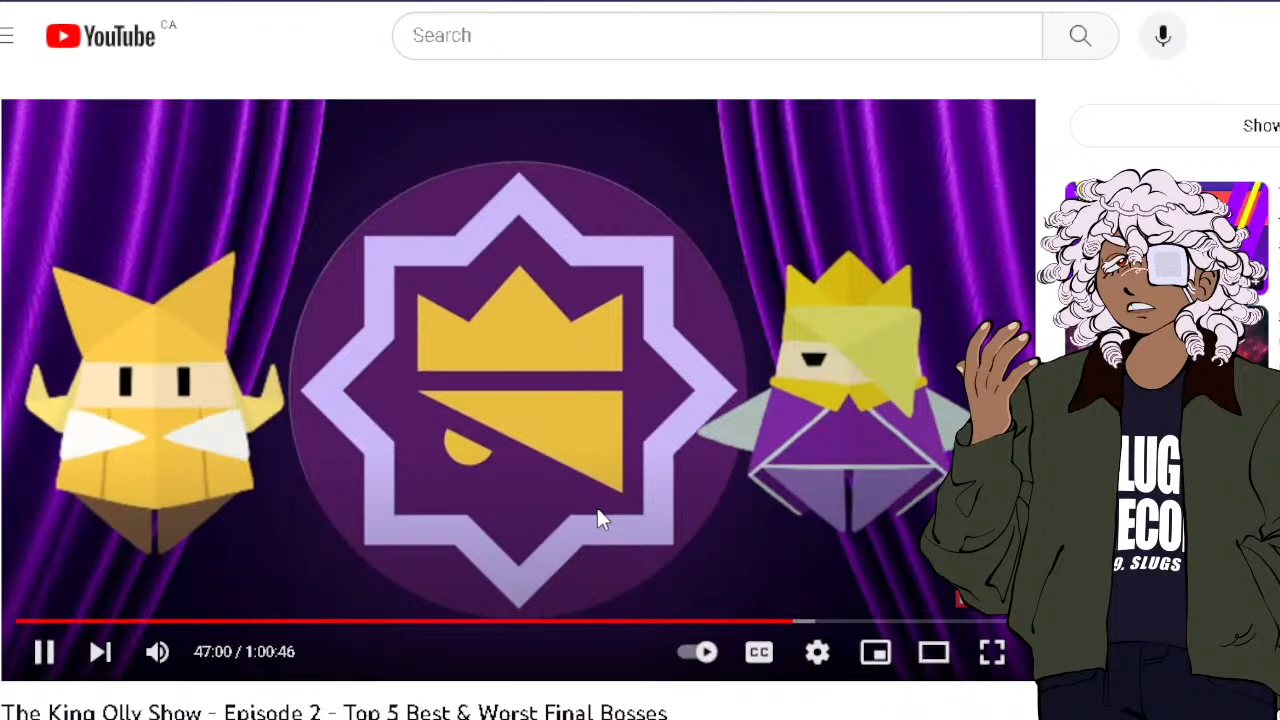 YouTube CA
Search
Show
47:00 / 1:00:46
CC
The King Olly Show - Episode 2 - Top 5 Best & Worst Final Bosses
LUG
ECO
9. SLUGS